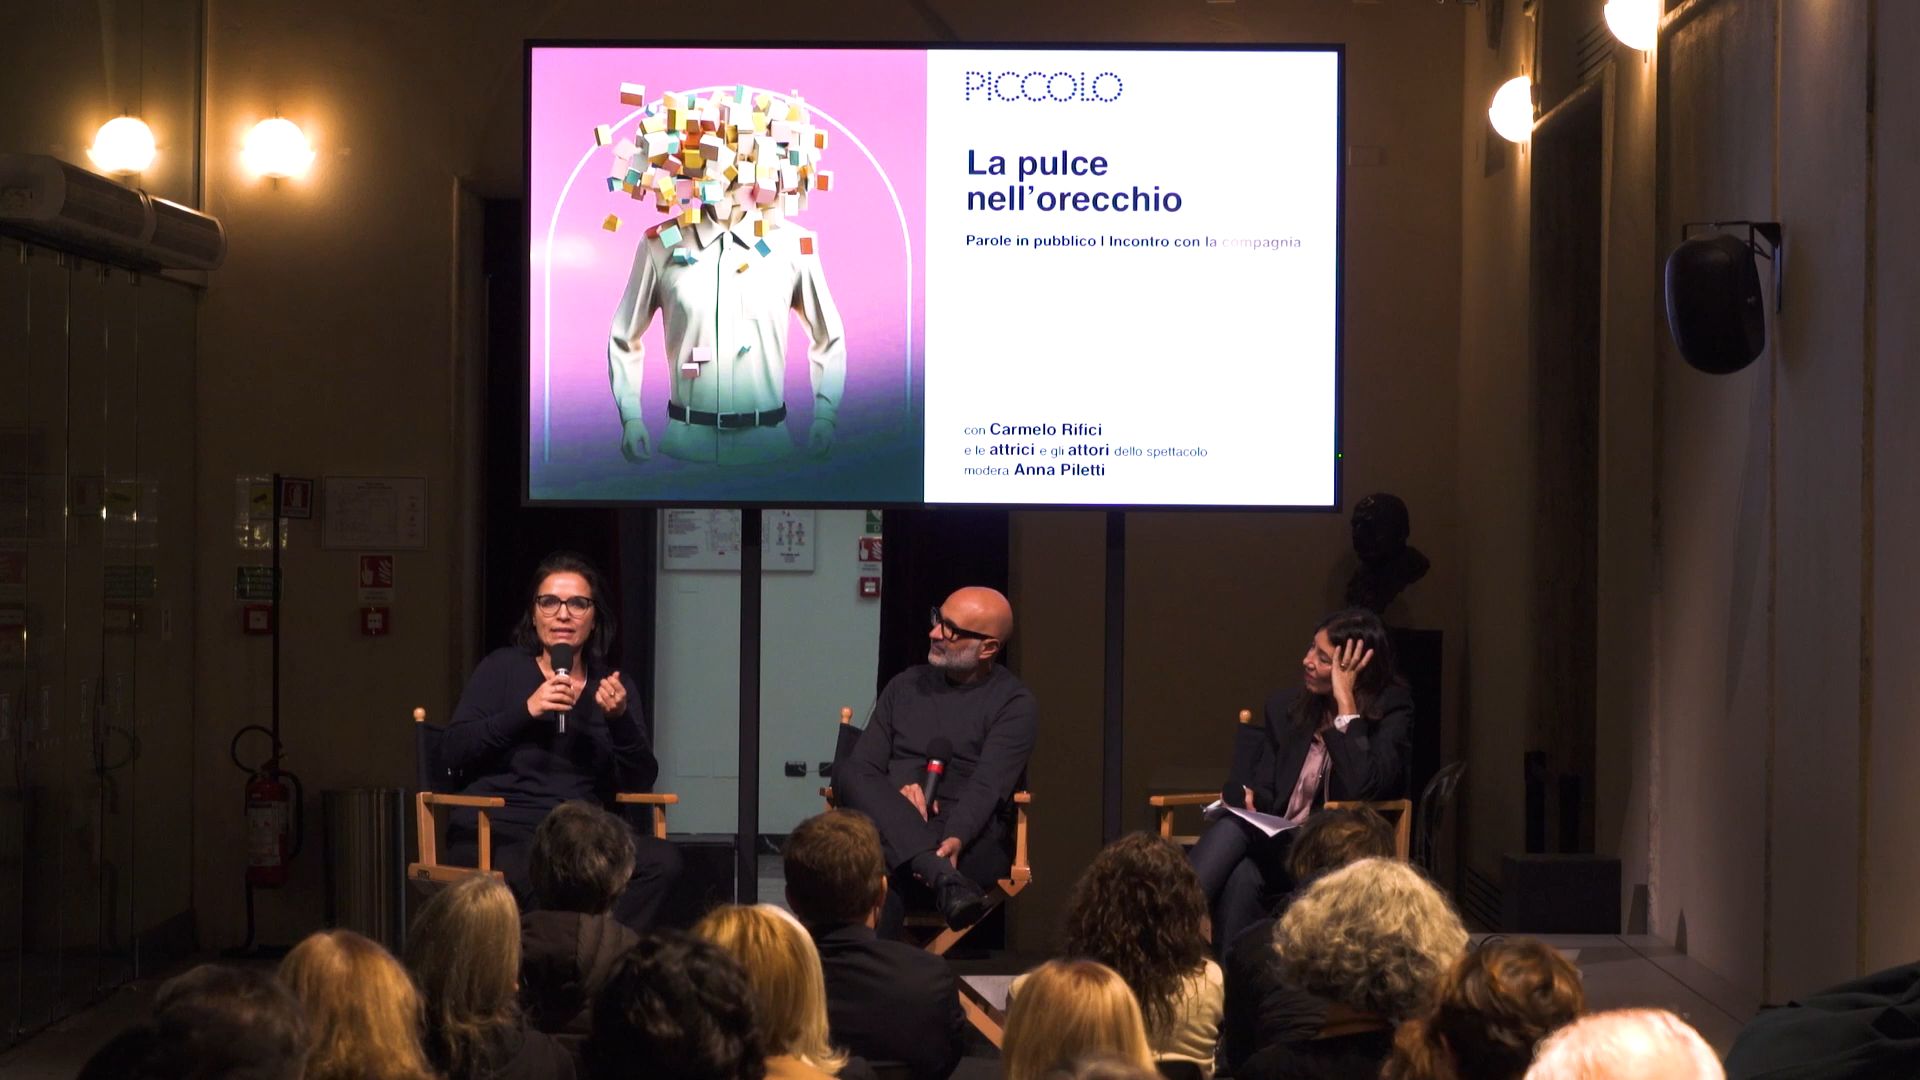 PICCOLO
La pulce
nell'orecchio
Parole in pubblico | Incontro con la compagnia
con Carmelo Rifici
e le attrici e gli attori dello spettacolo
modera Anna Piletti